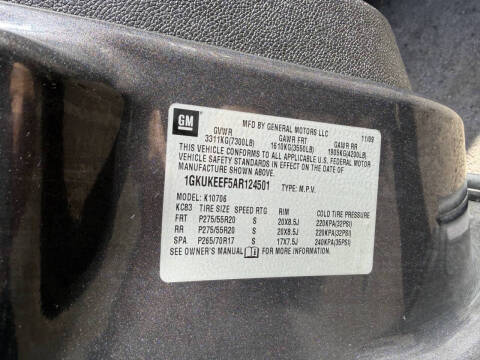 GM
MFD BY GENERAL MOTORS LLC 11/09
GVWR GAWR FRT GAWR RR
3311KG(7300LB) 1610KG(3550LB) 1905KG(4200LB)
THIS VEHICLE CONFORMS TO ALL APPLICABLE U.S. FEDERAL MOTOR
VEHICLE SAFETY STANDARDS IN EFFECT ON THE DATE OF
MANUFACTURE SHOWN ABOVE.
1GKUKEEF5AR124501 TYPE: M.P.V.
MODEL: K10706
KC83 TIRE SIZE SPEED RTG RIM COLD TIRE PRESSURE
FRT P275/55R20 S 20X8.5J 220KPA(32PSI)
RR P275/55R20 S 20X8.5J 220KPA(32PSI)
SPA P265/70R17 S 17X7.5J 240KPA(35PSI)
SEE OWNER'S MANUAL FOR MORE INFORMATION.